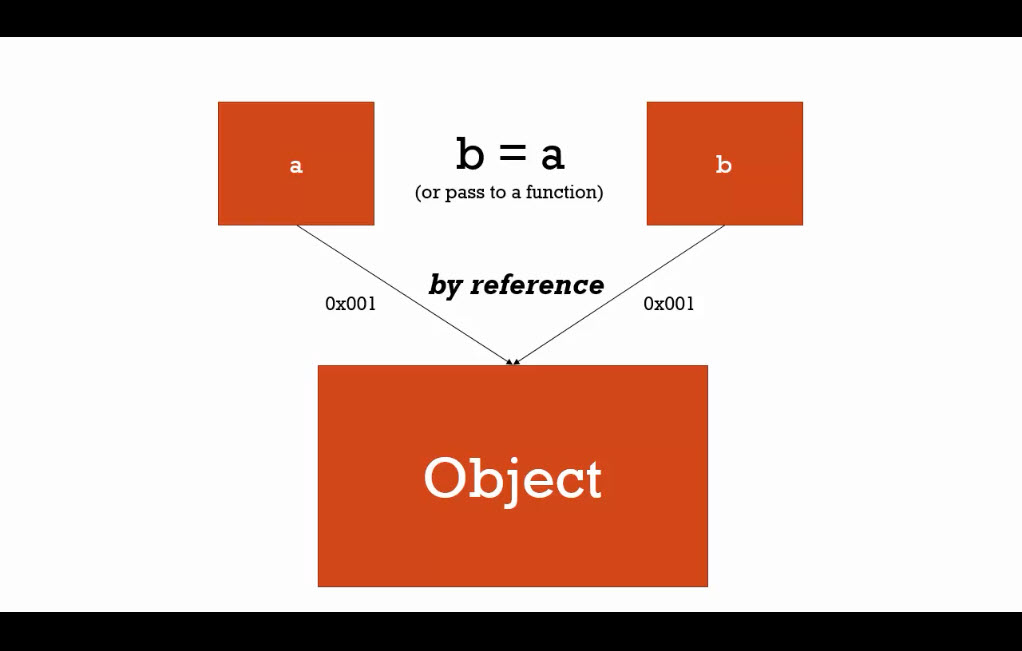 a
b = a
(or pass to a function)
b
by reference
0x001
0x001
Object